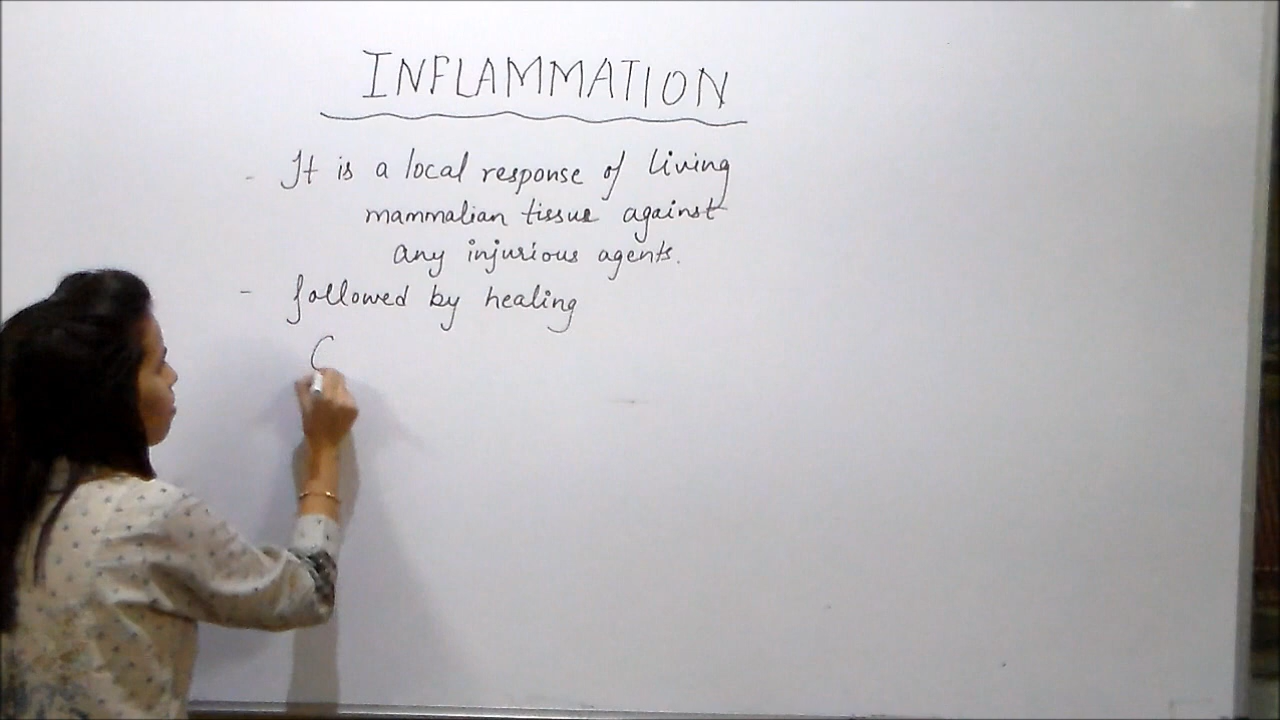 INFLAMMATION
- It is a local response of living
mammalian tissue against
any injurious agents.
- followed by healing
C